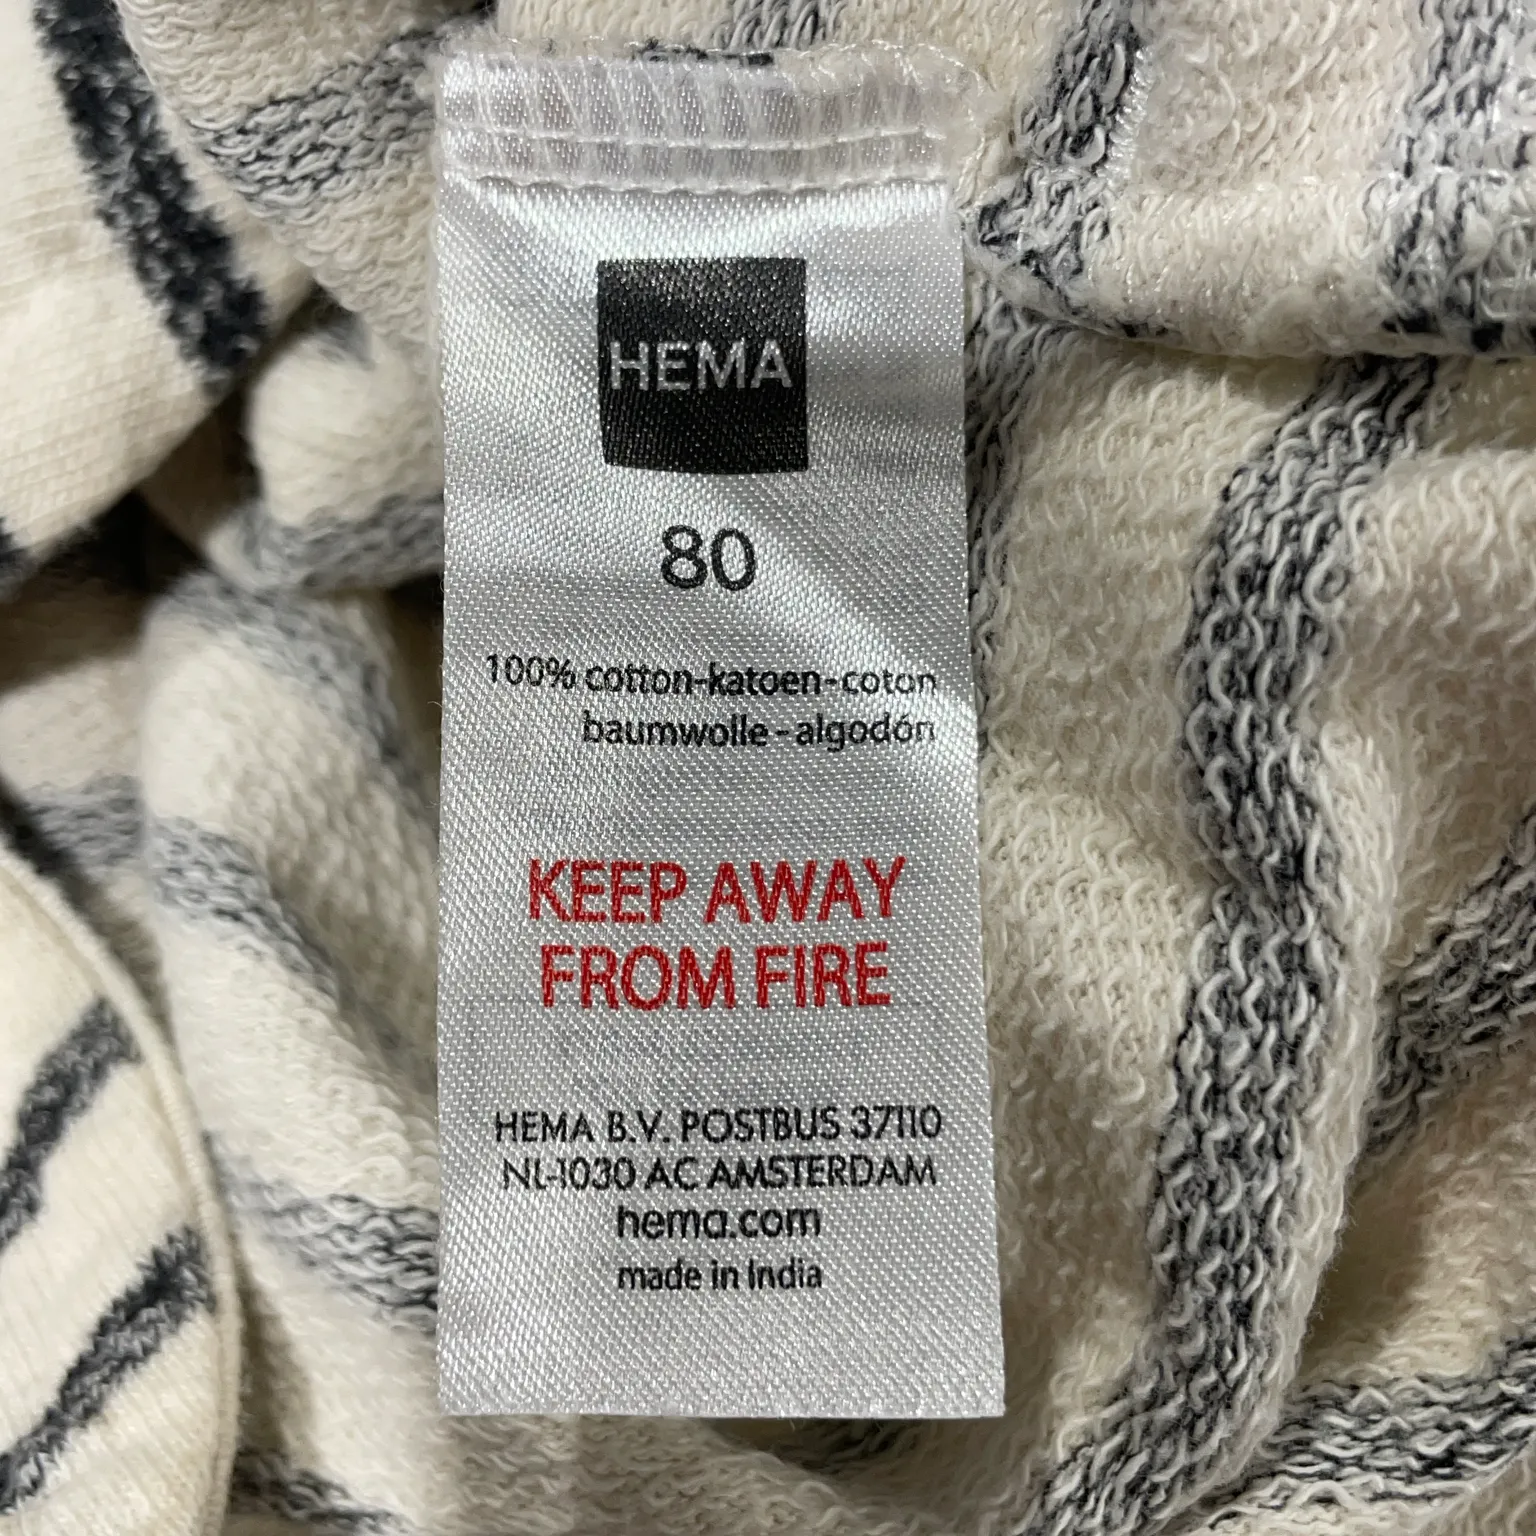 HEMA
80
100% cotton-katoen-coton
baumwolle-algodón
KEEP AWAY
FROM FIRE
HEMA B.V. POSTBUS 37110
NL-1030 AC AMSTERDAM
hema.com
made in India